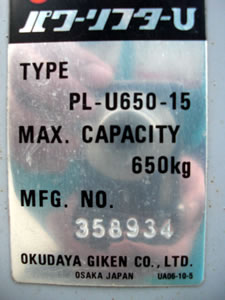 パワーリフターU
TYPE
PL-U650-15
MAX. CAPACITY
650kg
MFG. NO.
358934
OKUDAYA GIKEN CO., LTD.
OSAKA JAPAN UA06-10-5